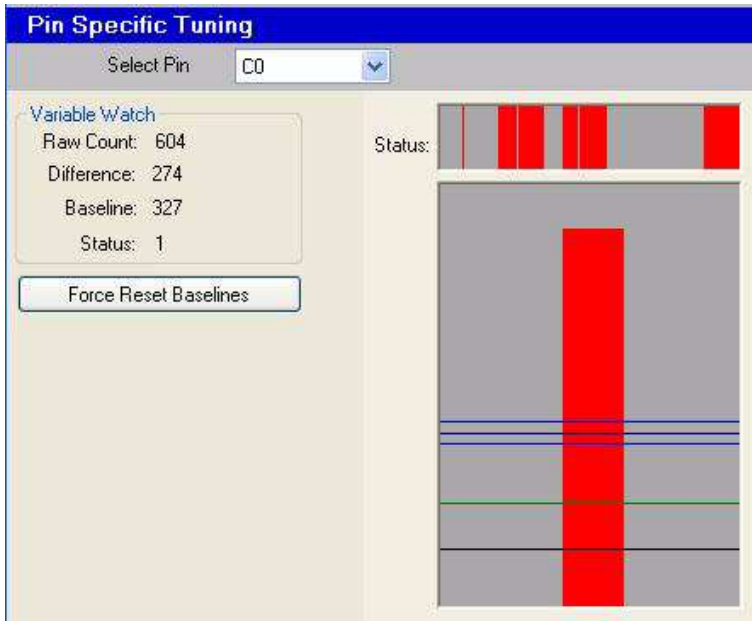 Pin Specific Tuning
Select Pin C0
Variable Watch
Raw Count: 604
Difference: 274
Baseline: 327
Status: 1
Status:
Force Reset Baselines